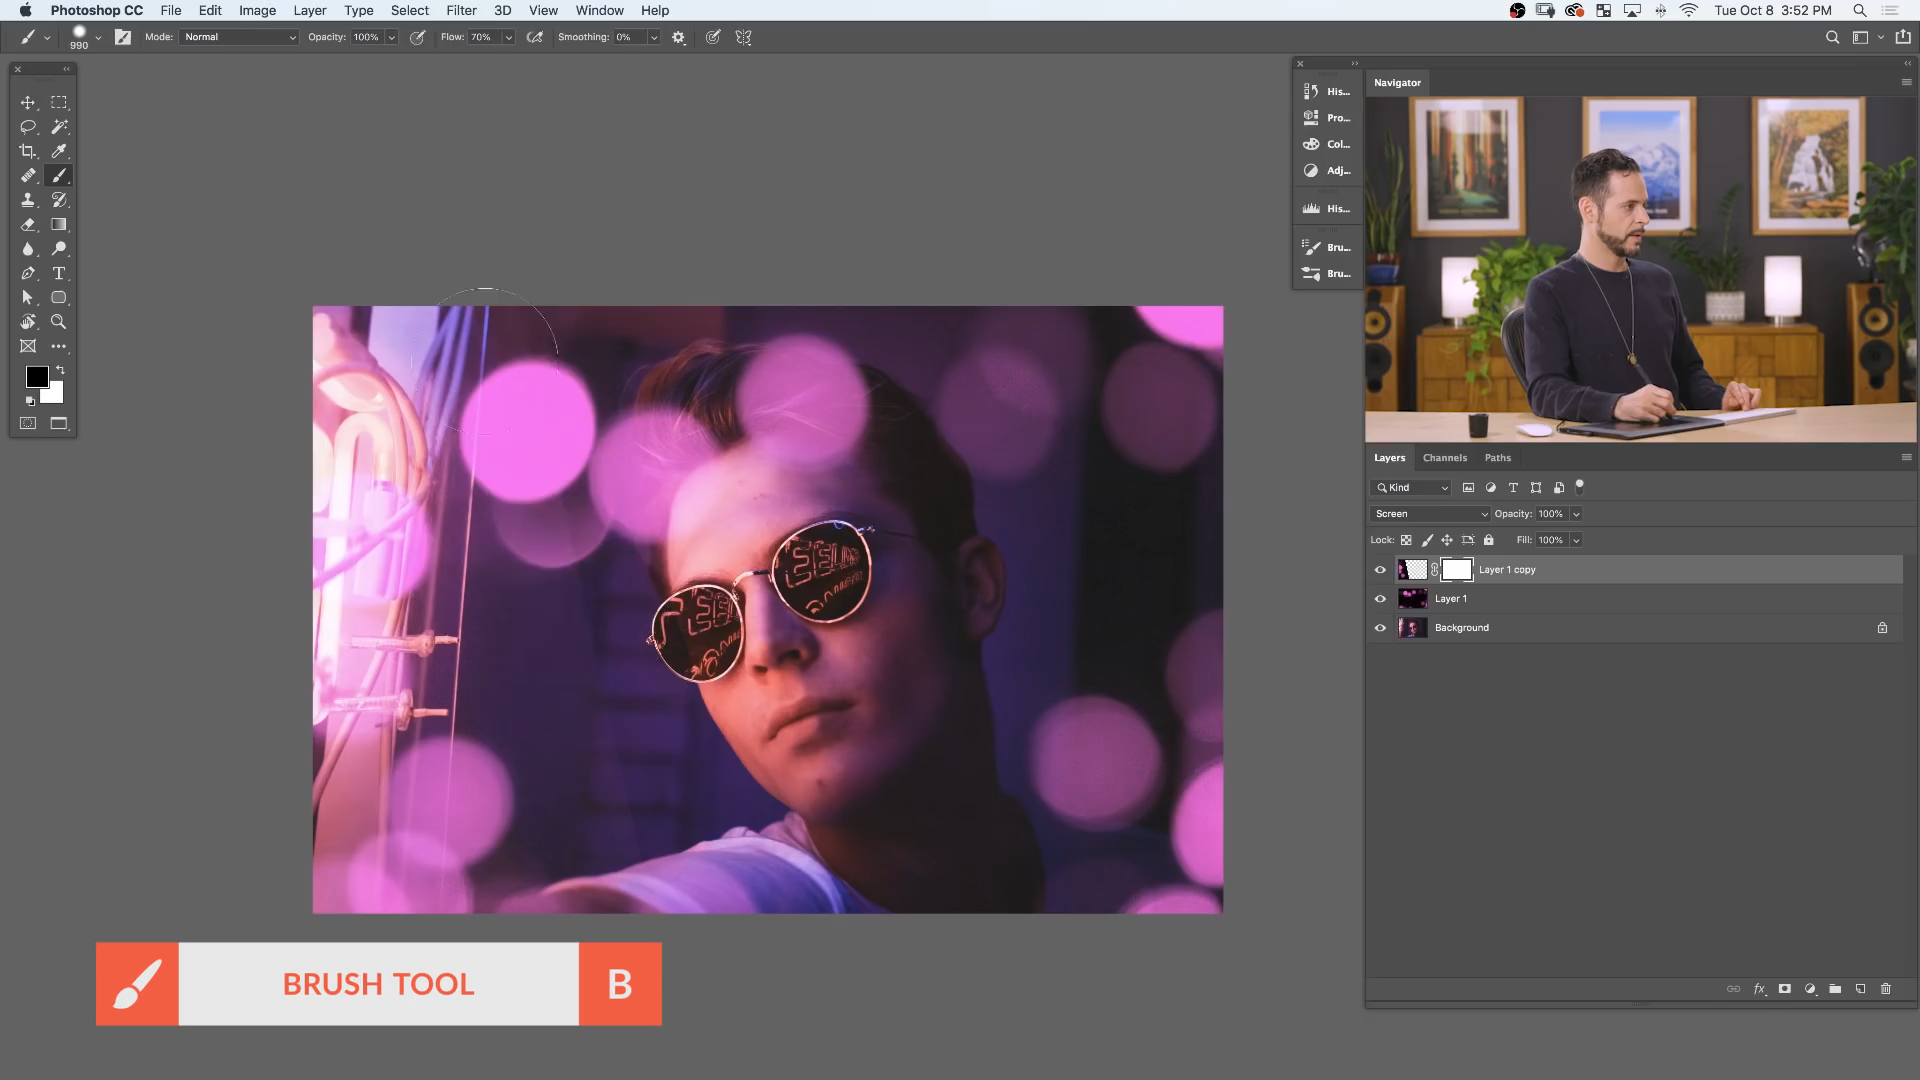 Photoshop CC File Edit Image Layer Type Select Filter 3D View Window Help Tue Oct 8 3:52 PM
990 Mode: Normal Opacity: 100% Flow: 70% Smoothing: 0%
His...
Pro...
Col...
Adj...
His...
Bru...
Bru...
Navigator
Layers Channels Paths
Kind
Screen Opacity: 100%
Lock: Fill: 100%
Layer 1 copy
Layer 1
Background
BRUSH TOOL B